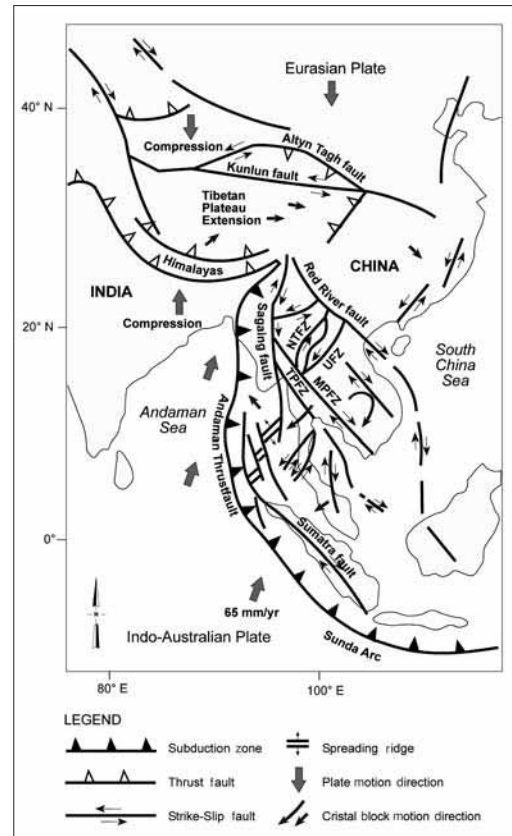 Eurasian Plate
40° N
Compression
Altyn Tagh fault
Kunlun fault
Tibetan
Plateau
Extension
Himalayas
CHINA
INDIA
Red River fault
Compression
20° N
Sagaing fault
NTFZ
UFZ
South
China
Sea
TPFZ
MPFZ
Andaman
Sea
Andaman Thrustfault
0°
Sumatra fault
65 mm/yr
Indo-Australian Plate
Sunda Arc
80° E
100° E
LEGEND
Subduction zone
Spreading ridge
Thrust fault
Plate motion direction
Strike-Slip fault
Cristal block motion direction